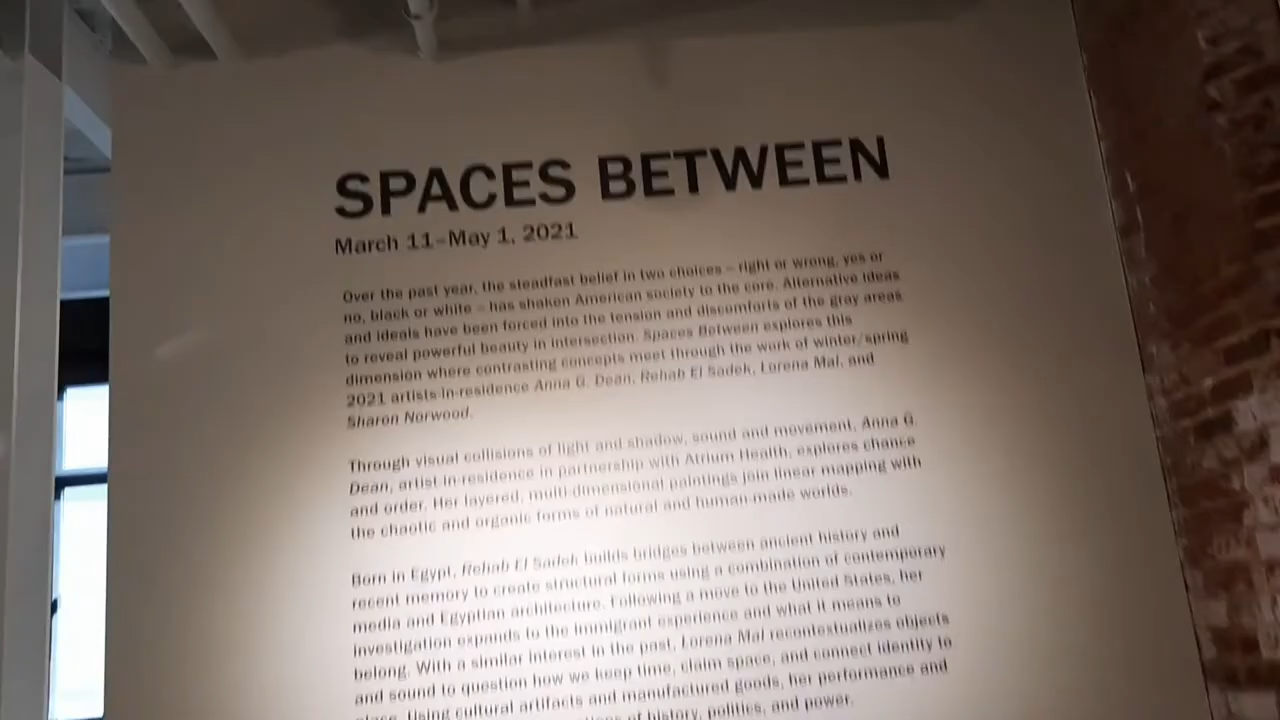 SPACES BETWEEN
March 11–May 1, 2021
Over the past year, the steadfast belief in two choices – right or wrong, yes or
no, black or white – has shaken American society to the core. Alternative ideas
and ideals have been forced into the tension and discomforts of the gray areas
to reveal powerful beauty in intersection. Spaces Between explores this
dimension where contrasting concepts meet through the work of winter/spring
2021 artists-in-residence Anna G. Dean, Rehab El Sadek, Lorena Mal, and
Sharon Norwood.
Through visual collisions of light and shadow, sound and movement, Anna G.
Dean, artist-in-residence in partnership with Atrium Health, explores chance
and order. Her layered, multi-dimensional paintings join linear mapping with
the chaotic and organic forms of natural and human-made worlds.
Born in Egypt, Rehab El Sadek builds bridges between ancient history and
recent memory to create structural forms using a combination of contemporary
media and Egyptian architecture. Following a move to the United States, her
investigation expands to the immigrant experience and what it means to
belong. With a similar interest in the past, Lorena Mal recontextualizes objects
and sound to question how we keep time, claim space, and connect identity to
place. Using cultural artifacts and manufactured goods, her performance and
of history, politics, and power.